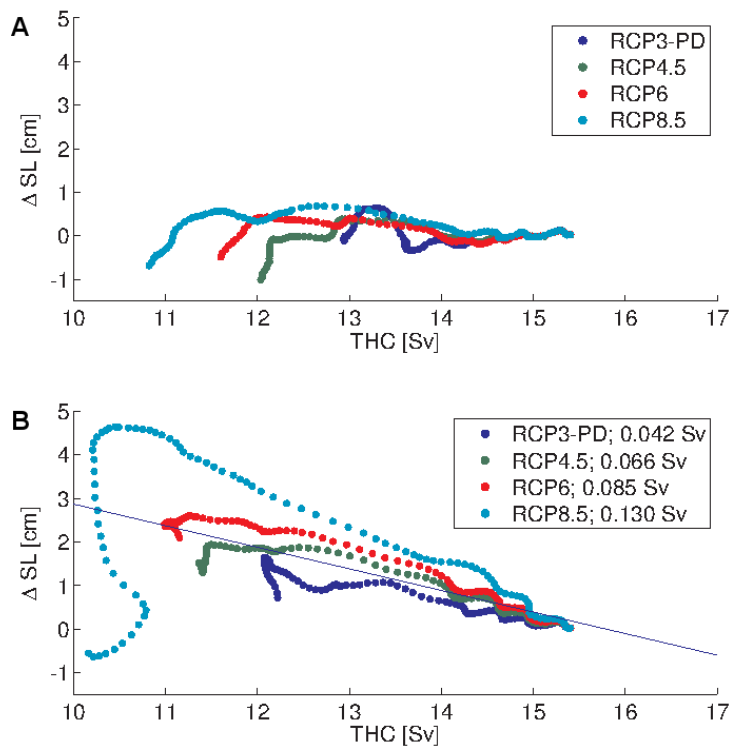 A
5
4
3
2
1
0
-1
Δ SL [cm]
RCP3-PD
RCP4.5
RCP6
RCP8.5
10 11 12 13 14 15 16 17
THC [Sv]
B
5
4
3
2
1
0
-1
Δ SL [cm]
RCP3-PD; 0.042 Sv
RCP4.5; 0.066 Sv
RCP6; 0.085 Sv
RCP8.5; 0.130 Sv
10 11 12 13 14 15 16 17
THC [Sv]